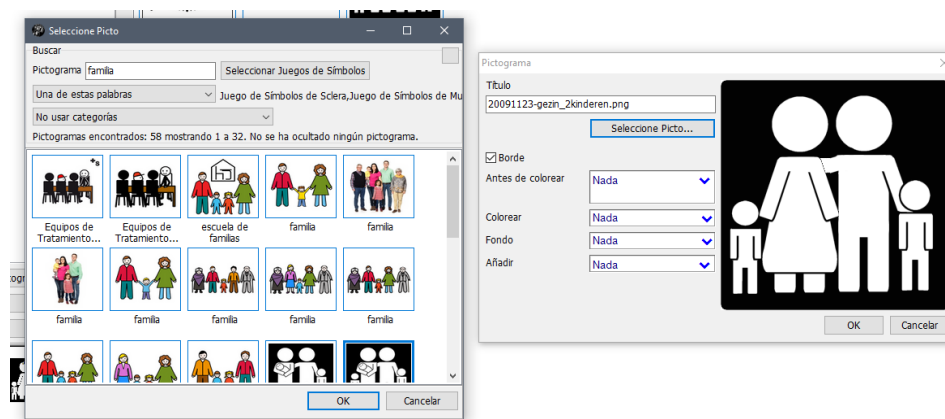 Seleccione Picto
Buscar
Pictograma familia Seleccionar Juegos de Símbolos
Una de estas palabras Juego de Símbolos de Sclera,Juego de Símbolos de Mu
No usar categorías
Pictogramas encontrados: 58 mostrando 1 a 32. No se ha ocultado ningún pictograma.
+s
Equipos de Tratamiento...
Equipos de Tratamiento...
escuela de familas
familia
familia
familia
familia
familia
familia
familia
OK Cancelar
Pictograma
Título
20091123-gezin_2kinderen.png
Seleccione Picto...
Borde
Antes de colorear Nada
Colorear Nada
Fondo Nada
Añadir Nada
OK Cancelar